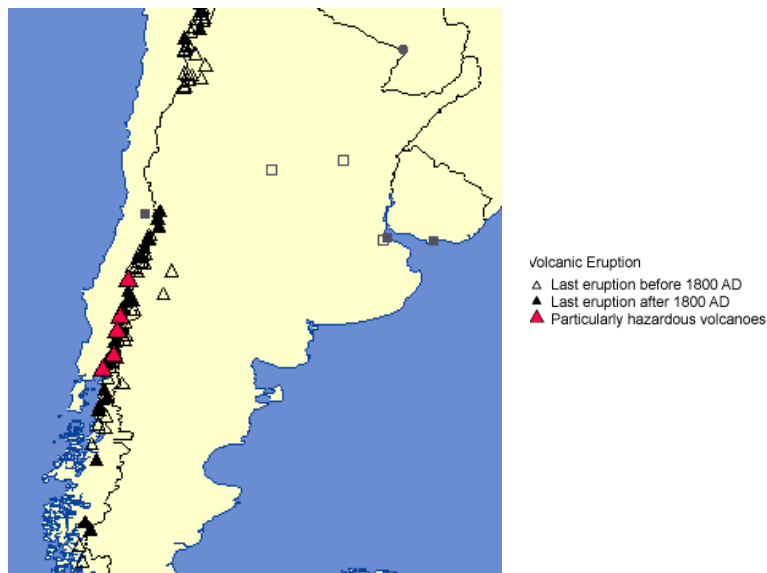 Volcanic Eruption
Last eruption before 1800 AD
Last eruption after 1800 AD
Particularly hazardous volcanoes